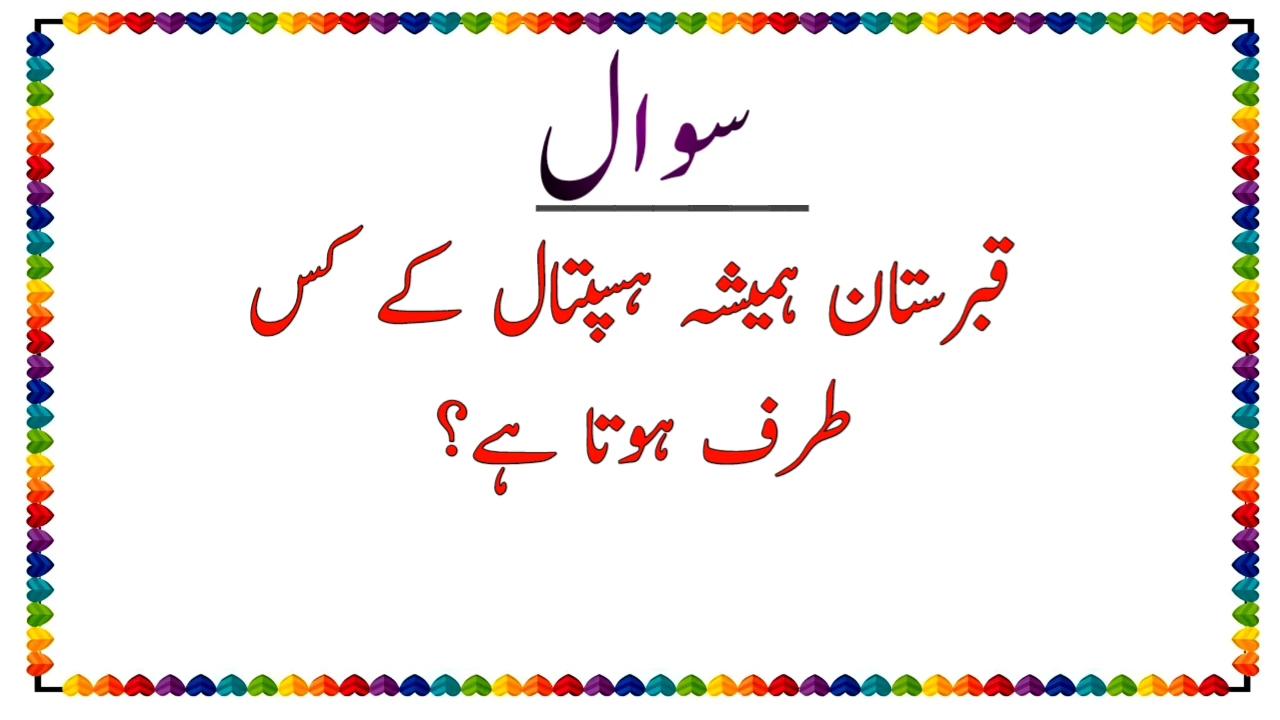 سوال
قبرستان ہمیشہ ہسپتال کے کس
طرف ہوتا ہے؟